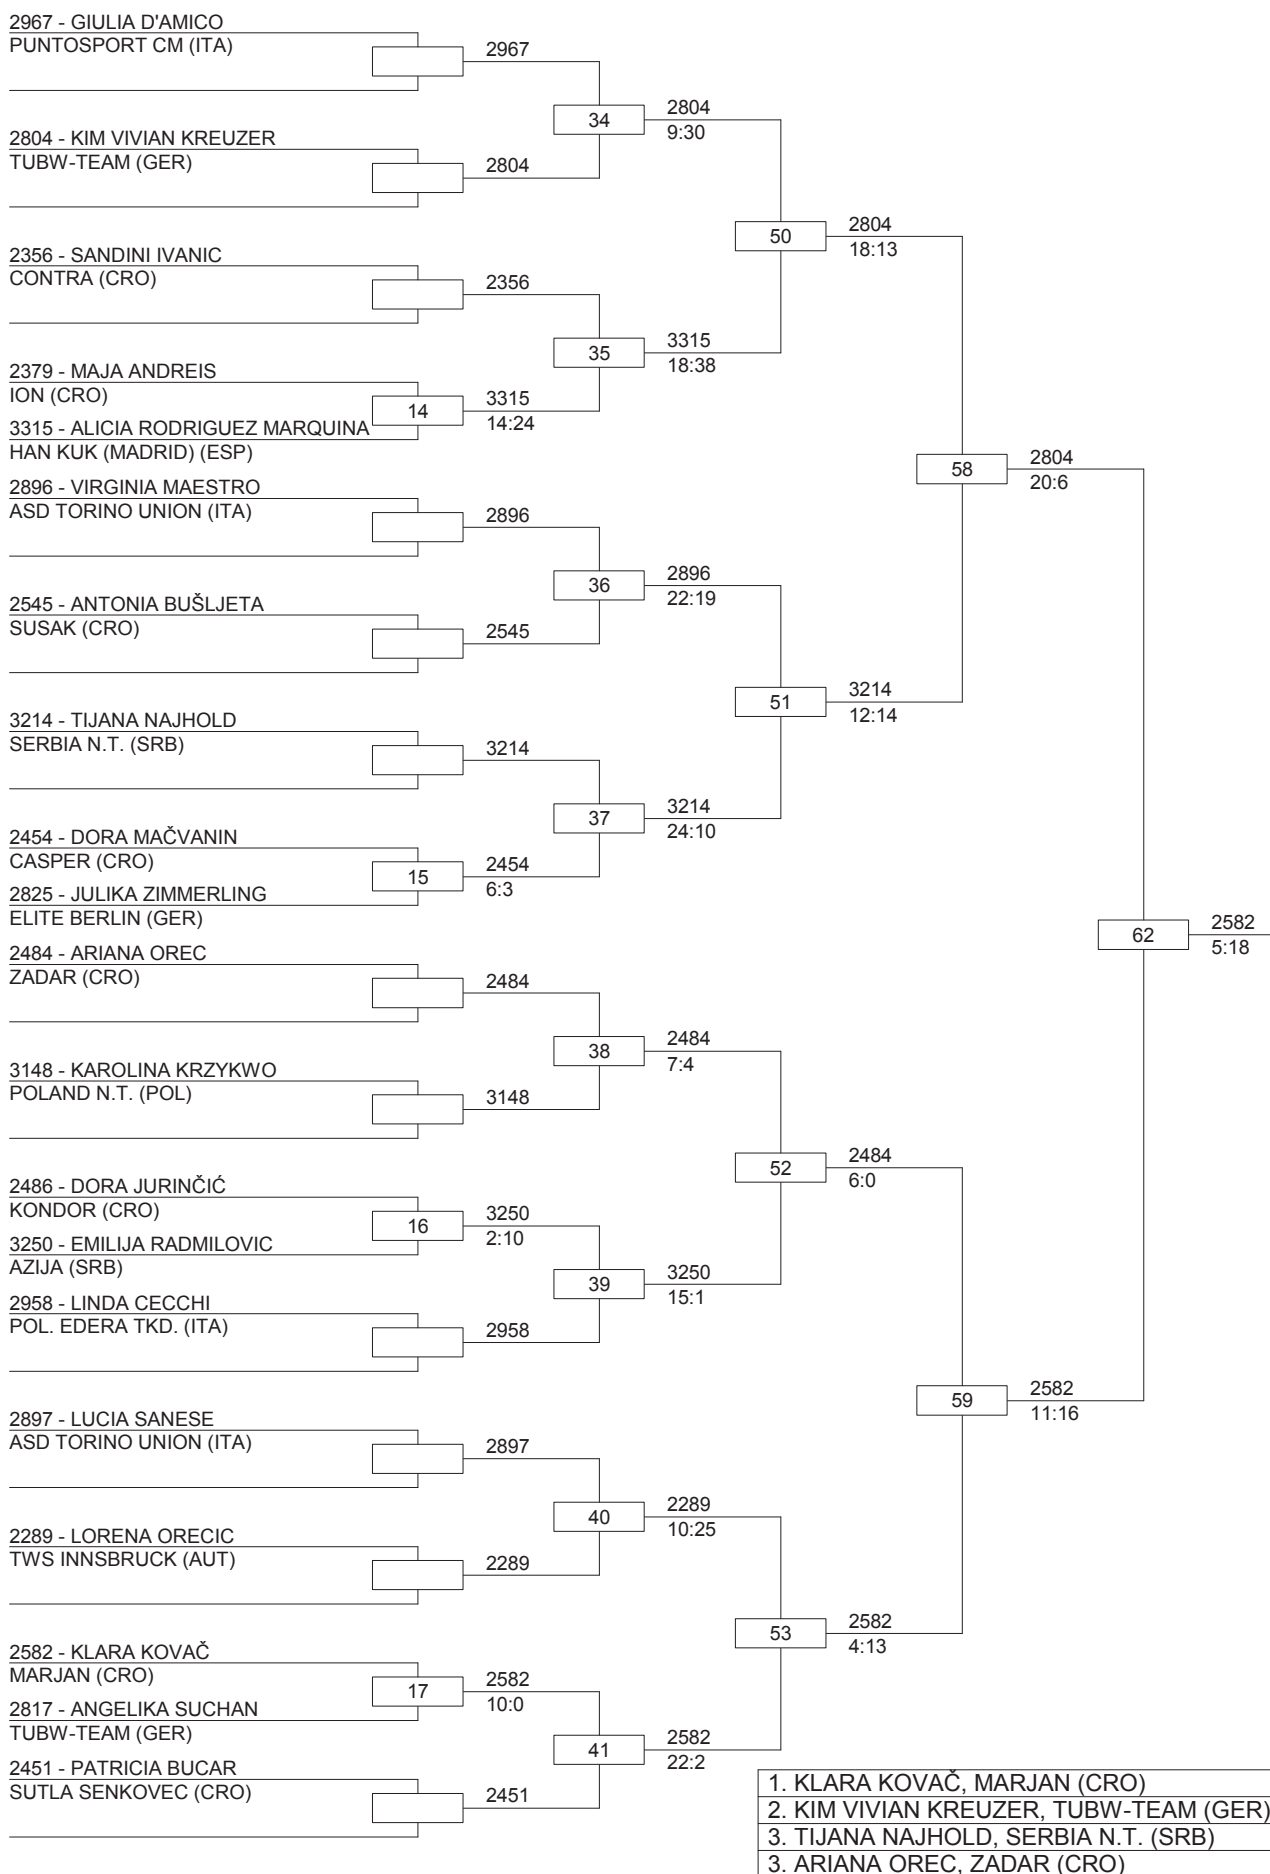 2967 - GIULIA D'AMICO
PUNTOSPORT CM (ITA)
2967
34
2804
9:30
2804 - KIM VIVIAN KREUZER
TUBW-TEAM (GER)
2804
50
2804
18:13
2356 - SANDINI IVANIC
CONTRA (CRO)
2356
35
3315
18:38
2379 - MAJA ANDREIS
ION (CRO)
14
3315
14:24
3315 - ALICIA RODRIGUEZ MARQUINA
HAN KUK (MADRID) (ESP)
58
2804
20:6
2896 - VIRGINIA MAESTRO
ASD TORINO UNION (ITA)
2896
36
2896
22:19
2545 - ANTONIA BUŠLJETA
SUSAK (CRO)
2545
51
3214
12:14
3214 - TIJANA NAJHOLD
SERBIA N.T. (SRB)
3214
37
3214
24:10
2454 - DORA MAČVANIN
CASPER (CRO)
15
2454
6:3
2825 - JULIKA ZIMMERLING
ELITE BERLIN (GER)
62
2582
5:18
2484 - ARIANA OREC
ZADAR (CRO)
2484
38
2484
7:4
3148 - KAROLINA KRZYKWO
POLAND N.T. (POL)
3148
52
2484
6:0
2486 - DORA JURINČIĆ
KONDOR (CRO)
16
3250
2:10
3250 - EMILIJA RADMILOVIC
AZIJA (SRB)
39
3250
15:1
2958 - LINDA CECCHI
POL. EDERA TKD. (ITA)
2958
59
2582
11:16
2897 - LUCIA SANESE
ASD TORINO UNION (ITA)
2897
40
2289
10:25
2289 - LORENA ORECIC
TWS INNSBRUCK (AUT)
2289
53
2582
4:13
2582 - KLARA KOVAČ
MARJAN (CRO)
17
2582
10:0
2817 - ANGELIKA SUCHAN
TUBW-TEAM (GER)
41
2582
22:2
2451 - PATRICIA BUCAR
SUTLA SENKOVEC (CRO)
2451
1. KLARA KOVAČ, MARJAN (CRO)
2. KIM VIVIAN KREUZER, TUBW-TEAM (GER)
3. TIJANA NAJHOLD, SERBIA N.T. (SRB)
3. ARIANA OREC, ZADAR (CRO)